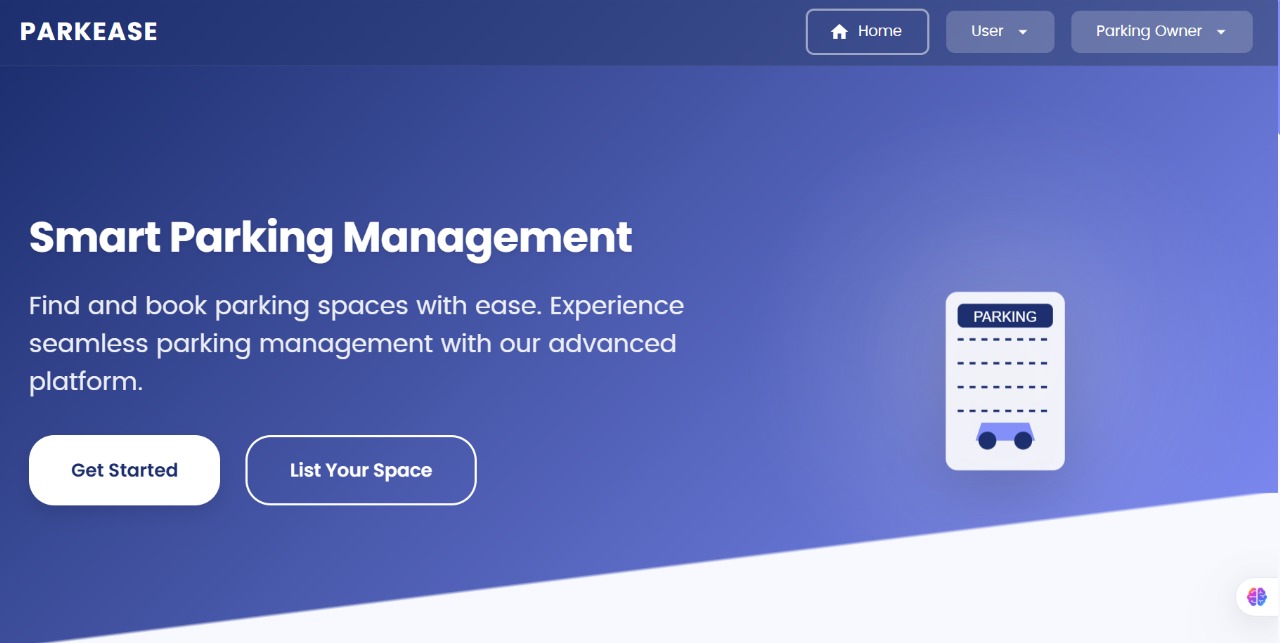 PARKEASE
Home
User
Parking Owner
Smart Parking Management
Find and book parking spaces with ease. Experience
seamless parking management with our advanced
platform.
Get Started
List Your Space
PARKING